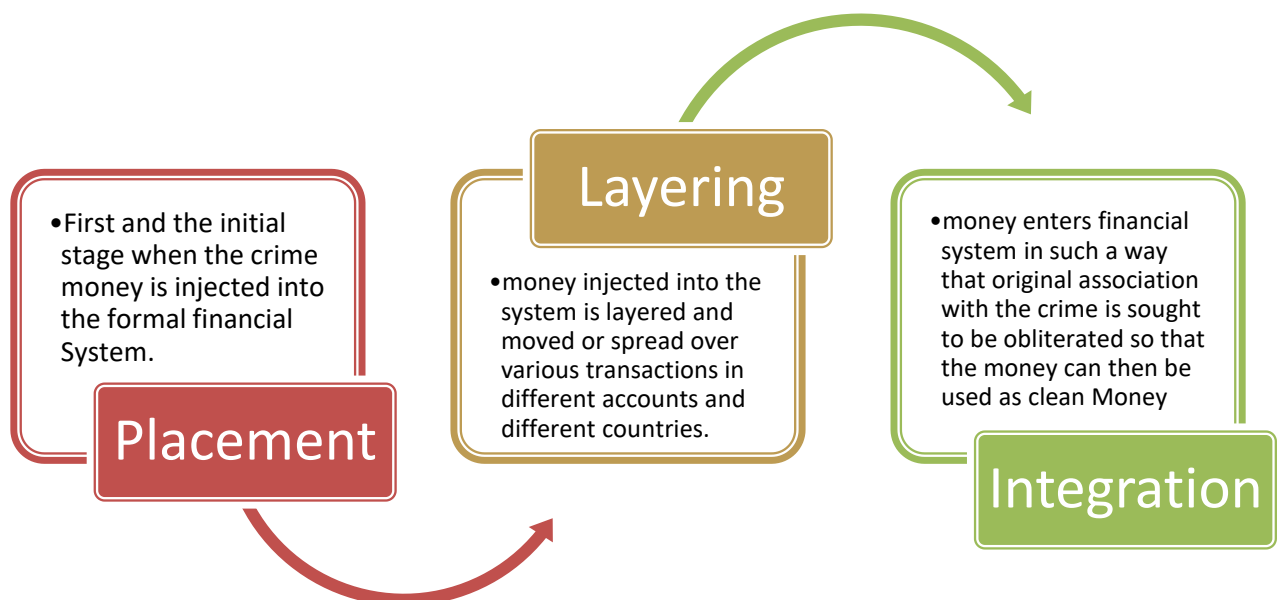 •First and the initial
stage when the crime
money is injected into
the formal financial
System.
Placement
Layering
•money injected into the
system is layered and
moved or spread over
various transactions in
different accounts and
different countries.
•money enters financial
system in such a way
that original association
with the crime is sought
to be obliterated so that
the money can then be
used as clean Money
Integration